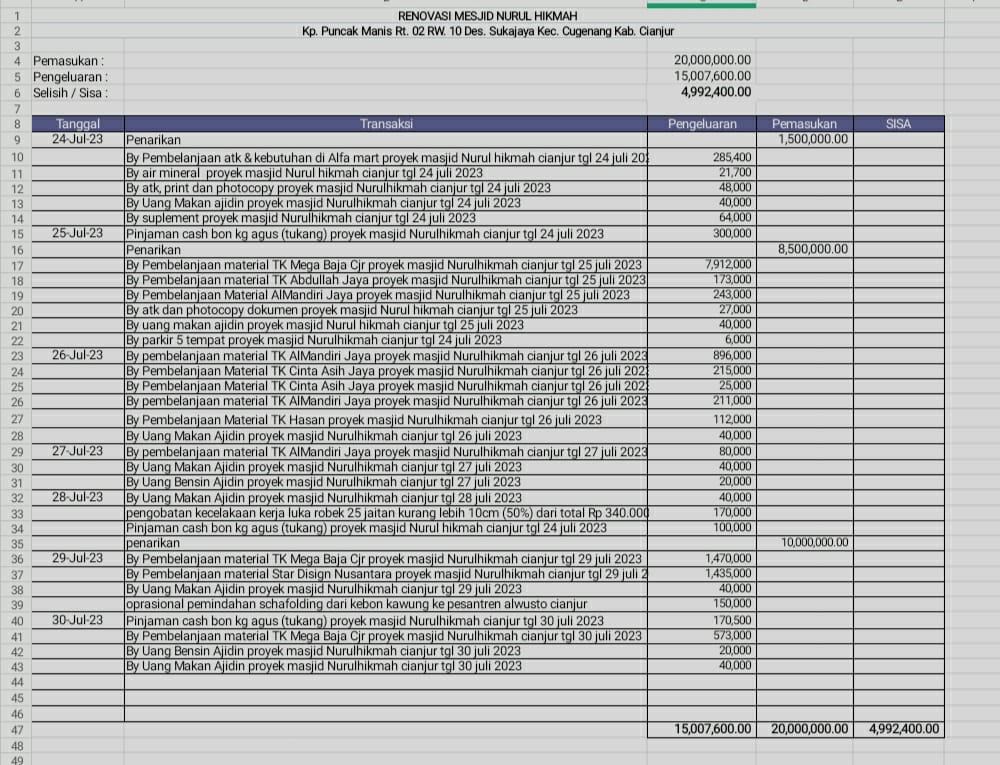 1 RENOVASI MESJID NURUL HIKMAH
2 Kp. Puncak Manis Rt. 02 RW. 10 Des. Sukajaya Kec. Cugenang Kab. Cianjur
3
4 Pemasukan : 20,000,000.00
5 Pengeluaran : 15,007,600.00
6 Selisih / Sisa : 4,992,400.00
7
8 Tanggal Transaksi Pengeluaran Pemasukan SISA
9 24-Jul-23 Penarikan 1,500,000.00
10 By Pembelanjaan atk & kebutuhan di Alfa mart proyek masjid Nurul hikmah cianjur tgl 24 juli 285,400
11 By air mineral proyek masjid Nurul hikmah cianjur tgl 24 juli 2023 21,700
12 By atk, print dan photocopy proyek masjid Nurulhikmah cianjur tgl 24 juli 2023 48,000
13 By Uang Makan ajidin proyek masjid Nurulhikmah cianjur tgl 24 juli 2023 40,000
14 By suplement proyek masjid Nurulhikmah cianjur tgl 24 juli 2023 64,000
15 25-Jul-23 Pinjaman cash bon kg agus (tukang) proyek masjid Nurulhikmah cianjur tgl 24 juli 2023 300,000
16 Penarikan 8,500,000.00
17 By Pembelanjaan material TK Mega Baja Cjr proyek masjid Nurulhikmah cianjur tgl 25 juli 2023 7,912,000
18 By Pembelanjaan material TK Abdullah Jaya proyek masjid Nurulhikmah cianjur tgl 25 juli 2023 173,000
19 By Pembelanjaan Material AlMandiri Jaya proyek masjid Nurulhikmah cianjur tgl 25 juli 2023 243,000
20 By atk dan photocopy dokumen proyek masjid Nurul hikmah cianjur tgl 25 juli 2023 27,000
21 By uang makan ajidin proyek masjid Nurul hikmah cianjur tgl 25 juli 2023 40,000
22 By parkir 5 tempat proyek masjid Nurulhikmah cianjur tgl 24 juli 2023 6,000
23 26-Jul-23 By pembelanjaan material TK AlMandiri Jaya proyek masjid Nurulhikmah cianjur tgl 26 juli 2023 896,000
24 By Pembelanjaan material TK Cinta Asih Jaya proyek masjid Nurulhikmah cianjur tgl 26 juli 215,000
25 By Pembelanjaan material TK Cinta Asih Jaya proyek masjid Nurulhikmah cianjur tgl 26 juli 25,000
26 By pembelanjaan material TK AlMandiri Jaya proyek masjid Nurulhikmah cianjur tgl 26 juli 2023 211,000
27 By Pembelanjaan Material TK Hasan proyek masjid Nurulhikmah cianjur tgl 26 juli 2023 112,000
28 By Uang Makan Ajidin proyek masjid Nurulhikmah cianjur tgl 26 juli 2023 40,000
29 27-Jul-23 By pembelanjaan material TK AlMandiri Jaya proyek masjid Nurulhikmah cianjur tgl 27 juli 2023 80,000
30 By Uang Makan Ajidin proyek masjid Nurulhikmah cianjur tgl 27 juli 2023 40,000
31 By Uang Bensin Ajidin proyek masjid Nurulhikmah cianjur tgl 27 juli 2023 20,000
32 28-Jul-23 By Uang Makan Ajidin proyek masjid Nurulhikmah cianjur tgl 28 juli 2023 40,000
33 pengobatan kecelakaan kerja luka robek 25 jaitan kurang lebih 10cm (50%) dari total Rp 340.000 170,000
34 Pinjaman cash bon kg agus (tukang) proyek masjid Nurul hikmah cianjur tgl 24 juli 2023 100,000
35 penarikan 10,000,000.00
36 29-Jul-23 By Pembelanjaan material TK Mega Baja Cjr proyek masjid Nurulhikmah cianjur tgl 29 juli 2023 1,470,000
37 By Pembelanjaan material Star Disign Nusantara proyek masjid Nurulhikmah cianjur tgl 29 juli 2 1,435,000
38 By Uang Makan Ajidin proyek masjid Nurulhikmah cianjur tgl 29 juli 2023 40,000
39 oprasional pemindahan schafolding dari kebon kawung ke pesantren alwusto cianjur 150,000
40 30-Jul-23 Pinjaman cash bon kg agus (tukang) proyek masjid Nurulhikmah cianjur tgl 30 juli 2023 170,500
41 By Pembelanjaan material TK Mega Baja Cjr proyek masjid Nurulhikmah cianjur tgl 30 juli 2023 573,000
42 By Uang Bensin Ajidin proyek masjid Nurulhikmah cianjur tgl 30 juli 2023 20,000
43 By Uang Makan Ajidin proyek masjid Nurulhikmah cianjur tgl 30 juli 2023 40,000
44
45
46
47 15,007,600.00 20,000,000.00 4,992,400.00
48
49